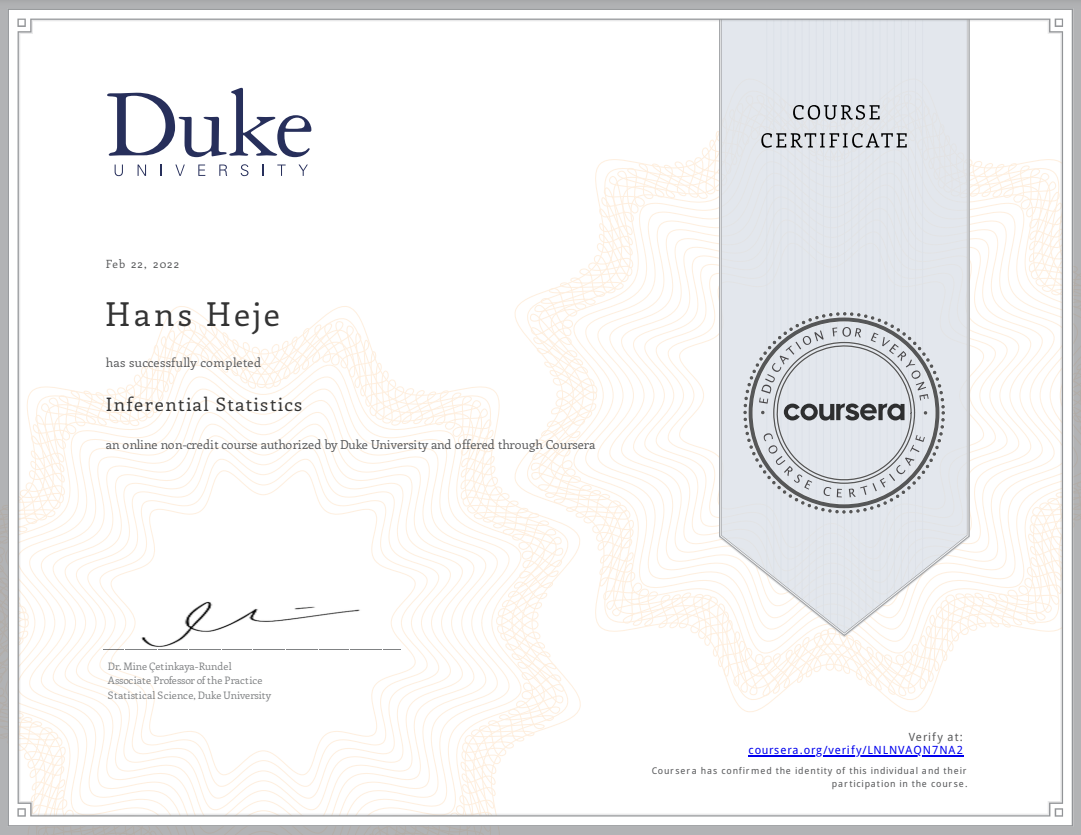 Duke
UNIVERSITY
COURSE
CERTIFICATE
Feb 22, 2022
Hans Heje
has successfully completed
Inferential Statistics
an online non-credit course authorized by Duke University and offered through Coursera
EDUCATION FOR EVERYONE
coursera
COURSE CERTIFICATE
Dr. Mine Çetinkaya-Rundel
Associate Professor of the Practice
Statistical Science, Duke University
Verify at:
coursera.org/verify/LNLNVAQN7NA2
Coursera has confirmed the identity of this individual and their
participation in the course.